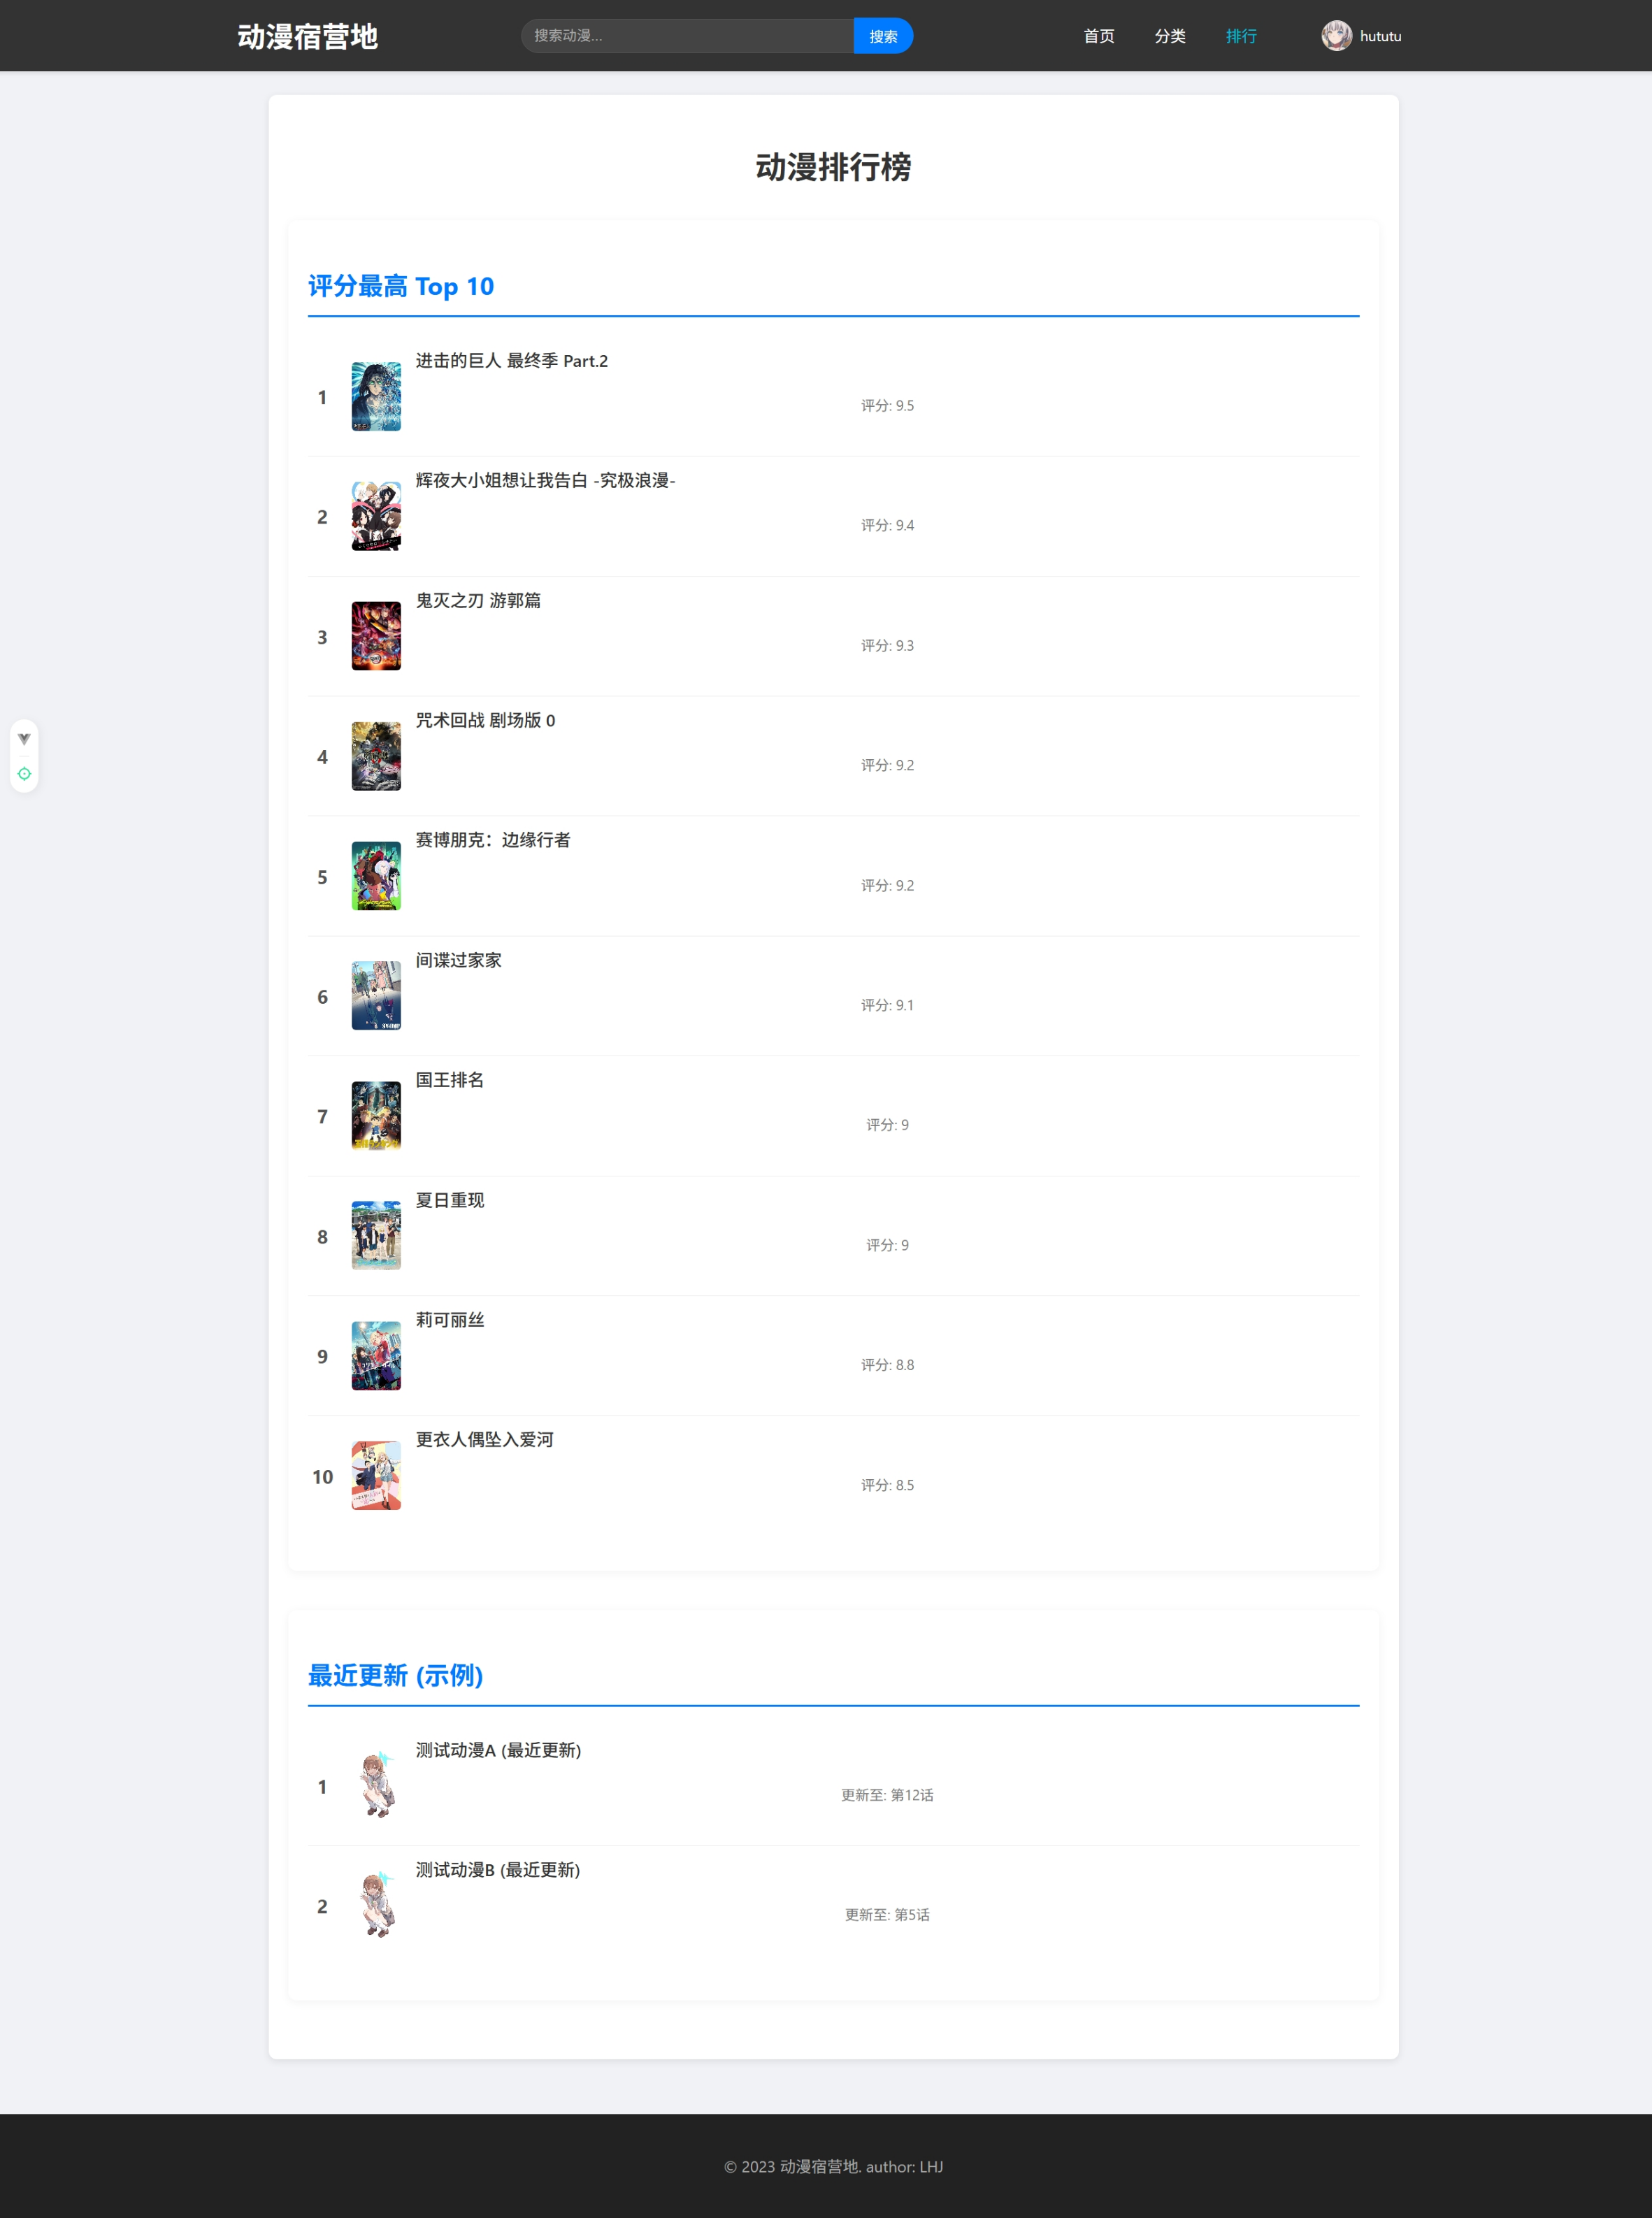 动漫宿营地
搜索动漫...
搜索
首页
分类
排行
hututu
动漫排行榜
评分最高 Top 10
1
进击的巨人 最终季 Part.2
评分: 9.5
2
辉夜大小姐想让我告白 -究极浪漫-
评分: 9.4
3
鬼灭之刃 游郭篇
评分: 9.3
4
咒术回战 剧场版 0
评分: 9.2
5
赛博朋克：边缘行者
评分: 9.2
6
间谍过家家
评分: 9.1
7
国王排名
评分: 9
8
夏日重现
评分: 9
9
莉可丽丝
评分: 8.8
10
更衣人偶坠入爱河
评分: 8.5
最近更新 (示例)
1
测试动漫A (最近更新)
更新至: 第12话
2
测试动漫B (最近更新)
更新至: 第5话
© 2023 动漫宿营地. author: LHJ